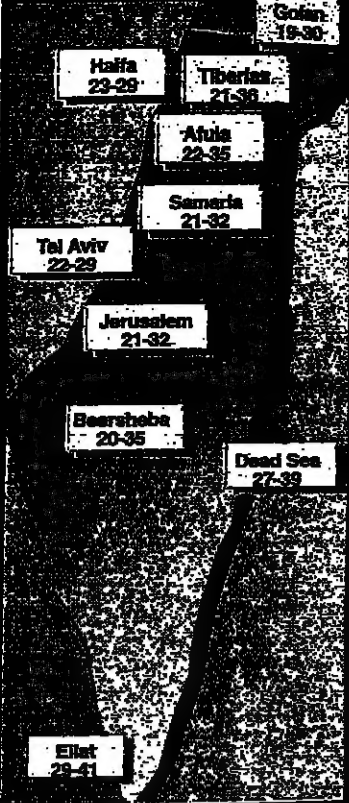 Golan
19-30
Haifa
23-29
Tiberias
21-36
Afula
22-35
Samaria
21-32
Tel Aviv
22-29
Jerusalem
21-32
Beersheba
20-35
Dead Sea
27-39
Eilat
29-41